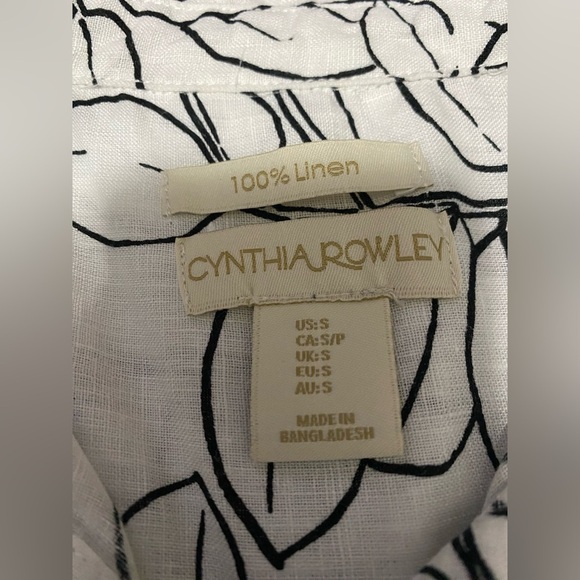 100% Linen
CYNTHIA ROWLEY
US: S
CA: S/P
UK: S
EU: S
AU: S
MADE IN
BANGLADESH